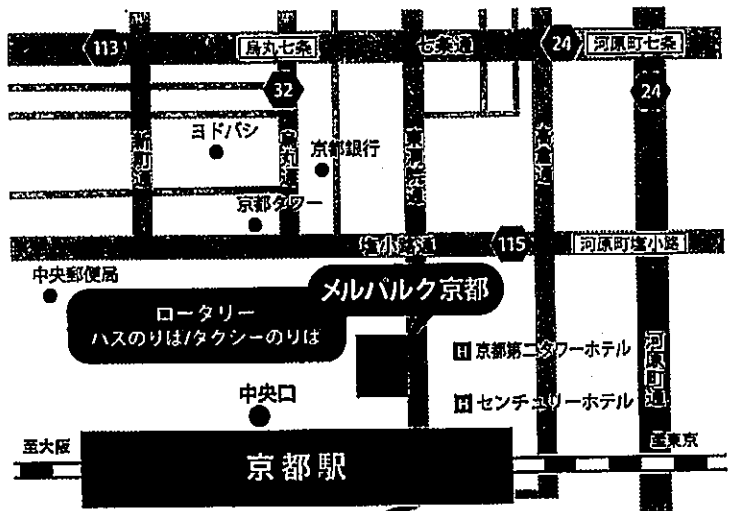 113
烏丸七条
七条通
24
河原町七条
32
24
ヨドバシ
京都銀行
新町通
烏丸通
東洞院通
高倉通
京都タワー
塩小路通
115
河原町塩小路
中央郵便局
メルパルク京都
ロータリー
バスのりば/タクシーのりば
H 京都第二タワーホテル
河原町通
H センチュリーホテル
中央口
至大阪
至東京
京都駅